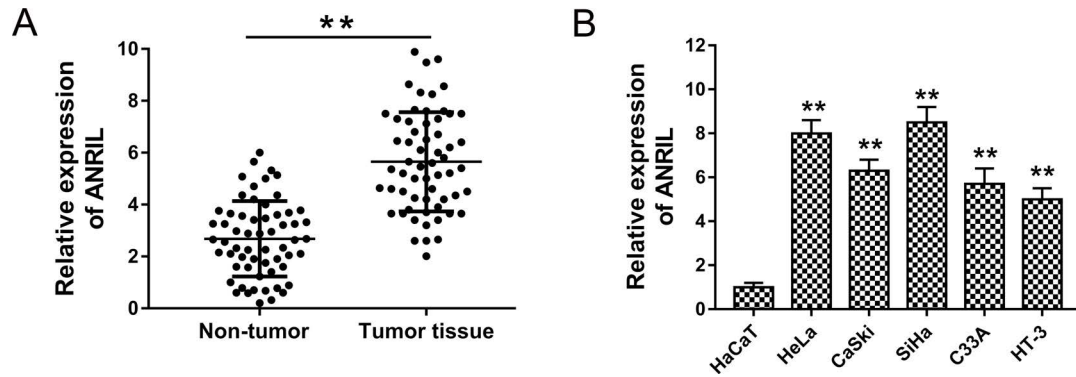 A
**
Relative expression
of ANRIL
10
8
6
4
2
0
Non-tumor
Tumor tissue
B
Relative expression
of ANRIL
12
10
8
6
4
2
0
**
**
**
**
**
HaCaT
HeLa
CaSki
SiHa
C33A
HT-3